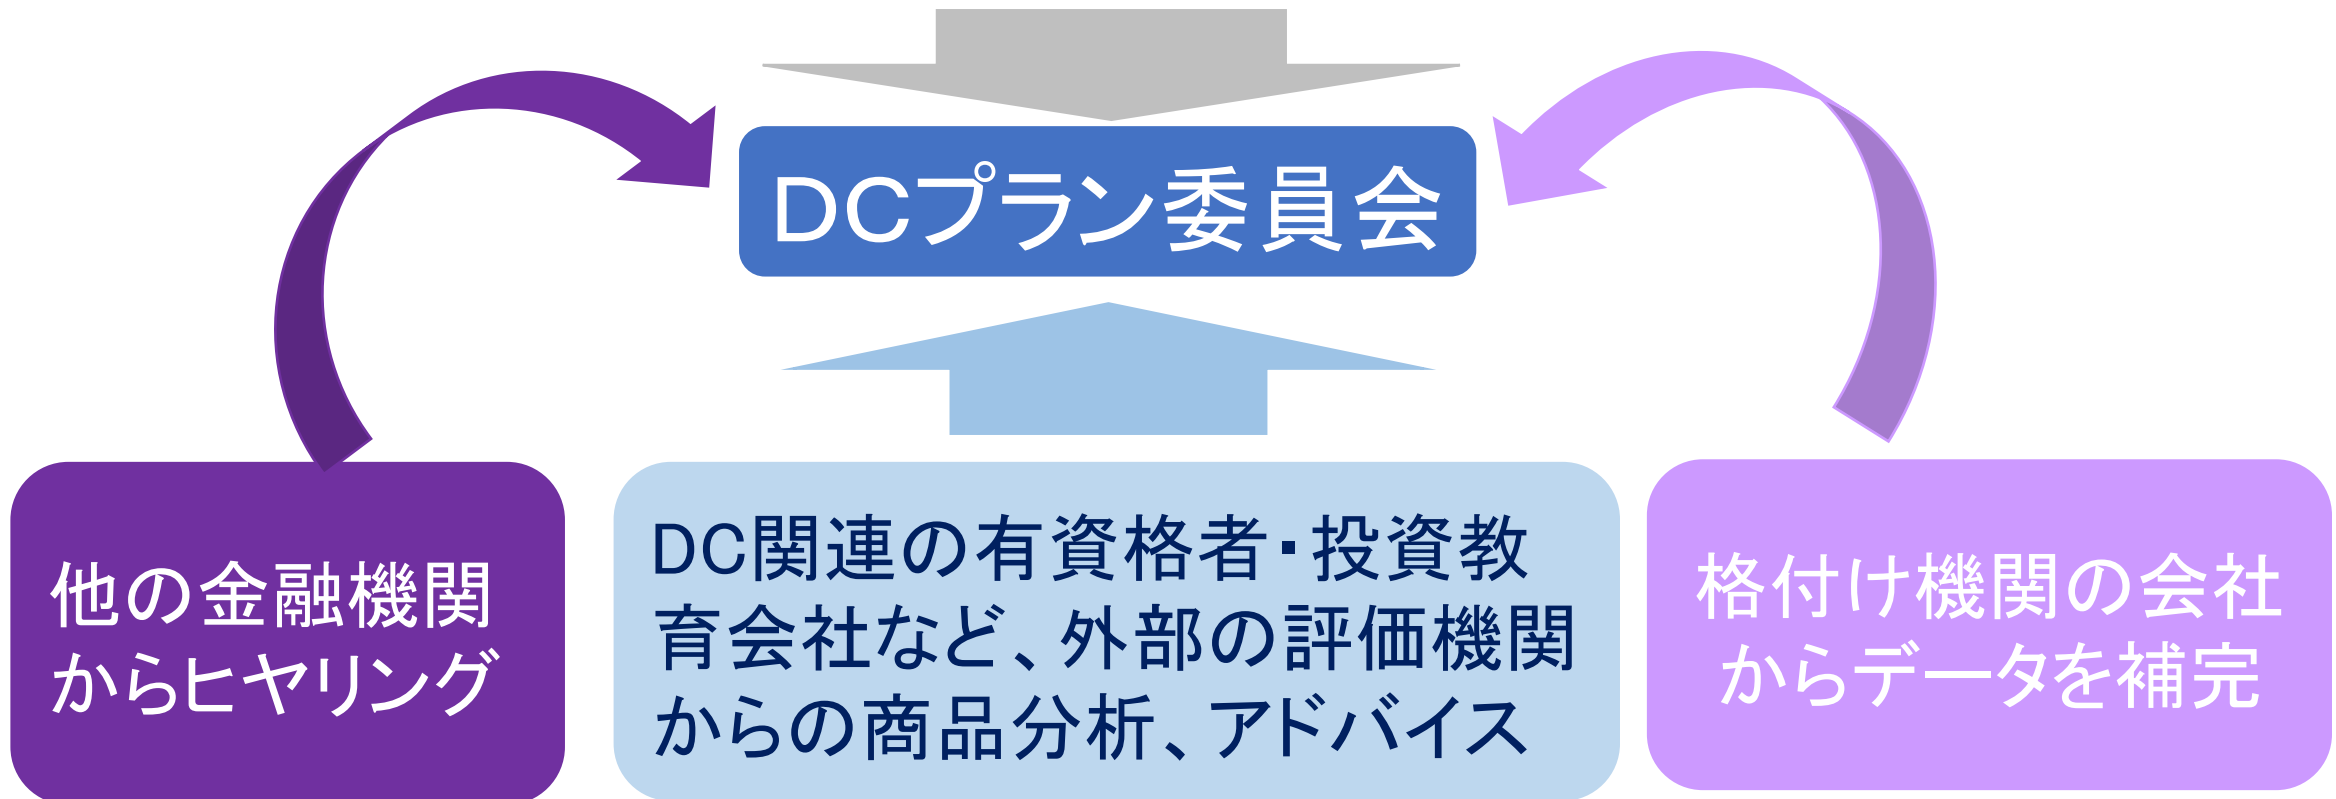 DCプラン委員会
他の金融機関
からヒヤリング
DC関連の有資格者・投資教
育会社など、外部の評価機関
からの商品分析、アドバイス
格付け機関の会社
からデータを補完